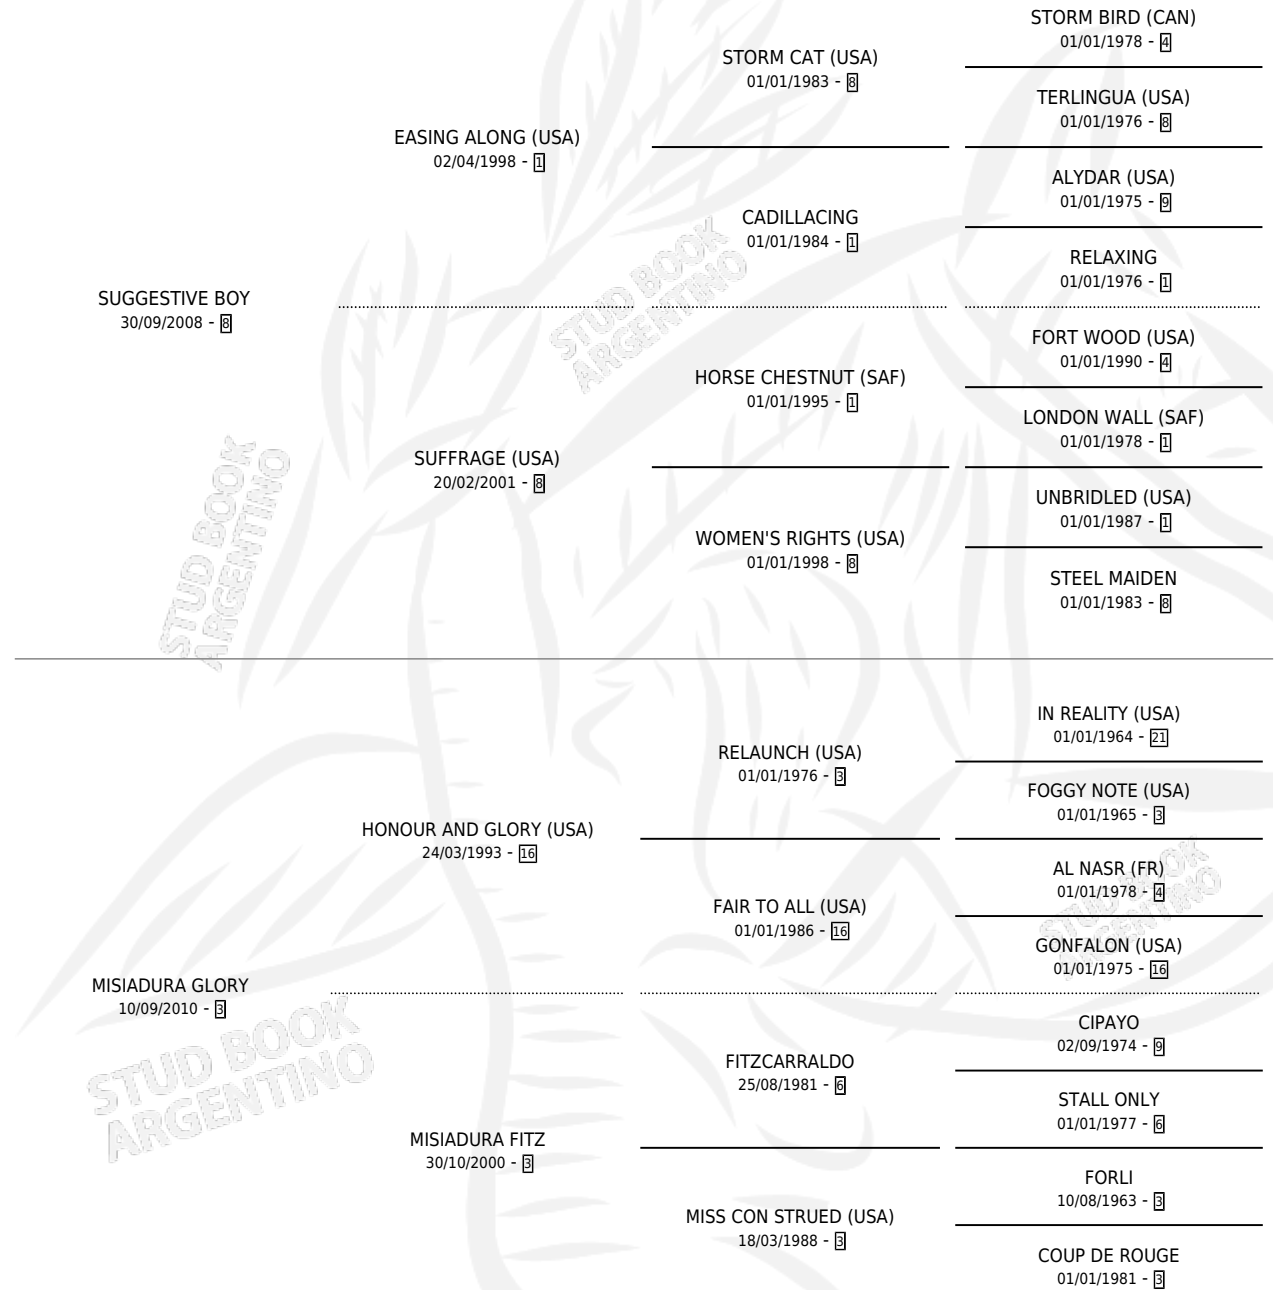 STORM BIRD (CAN)
01/01/1978 - 4
STORM CAT (USA)
01/01/1983 - 8
TERLINGUA (USA)
01/01/1976 - 8
EASING ALONG (USA)
02/04/1998 - 1
ALYDAR (USA)
01/01/1975 - 9
CADILLACING
01/01/1984 - 1
RELAXING
01/01/1976 - 1
SUGGESTIVE BOY
30/09/2008 - 8
FORT WOOD (USA)
01/01/1990 - 4
HORSE CHESTNUT (SAF)
01/01/1995 - 1
LONDON WALL (SAF)
01/01/1978 - 1
SUFFRAGE (USA)
20/02/2001 - 8
UNBRIDLED (USA)
01/01/1987 - 1
WOMEN'S RIGHTS (USA)
01/01/1998 - 8
STEEL MAIDEN
01/01/1983 - 8
IN REALITY (USA)
01/01/1964 - 21
RELAUNCH (USA)
01/01/1976 - 3
FOGGY NOTE (USA)
01/01/1965 - 3
HONOUR AND GLORY (USA)
24/03/1993 - 16
AL NASR (FR)
01/01/1978 - 4
FAIR TO ALL (USA)
01/01/1986 - 16
GONFALON (USA)
01/01/1975 - 16
MISIADURA GLORY
10/09/2010 - 3
CIPAYO
02/09/1974 - 9
FITZCARRALDO
25/08/1981 - 6
STALL ONLY
01/01/1977 - 6
MISIADURA FITZ
30/10/2000 - 3
FORLI
10/08/1963 - 3
MISS CON STRUED (USA)
18/03/1988 - 3
COUP DE ROUGE
01/01/1981 - 3
STUD BOOK
ARGENTINO
STUD BOOK
ARGENTINO
STUD BOOK
ARGENTINO
STUD BOOK
ARGENTINO